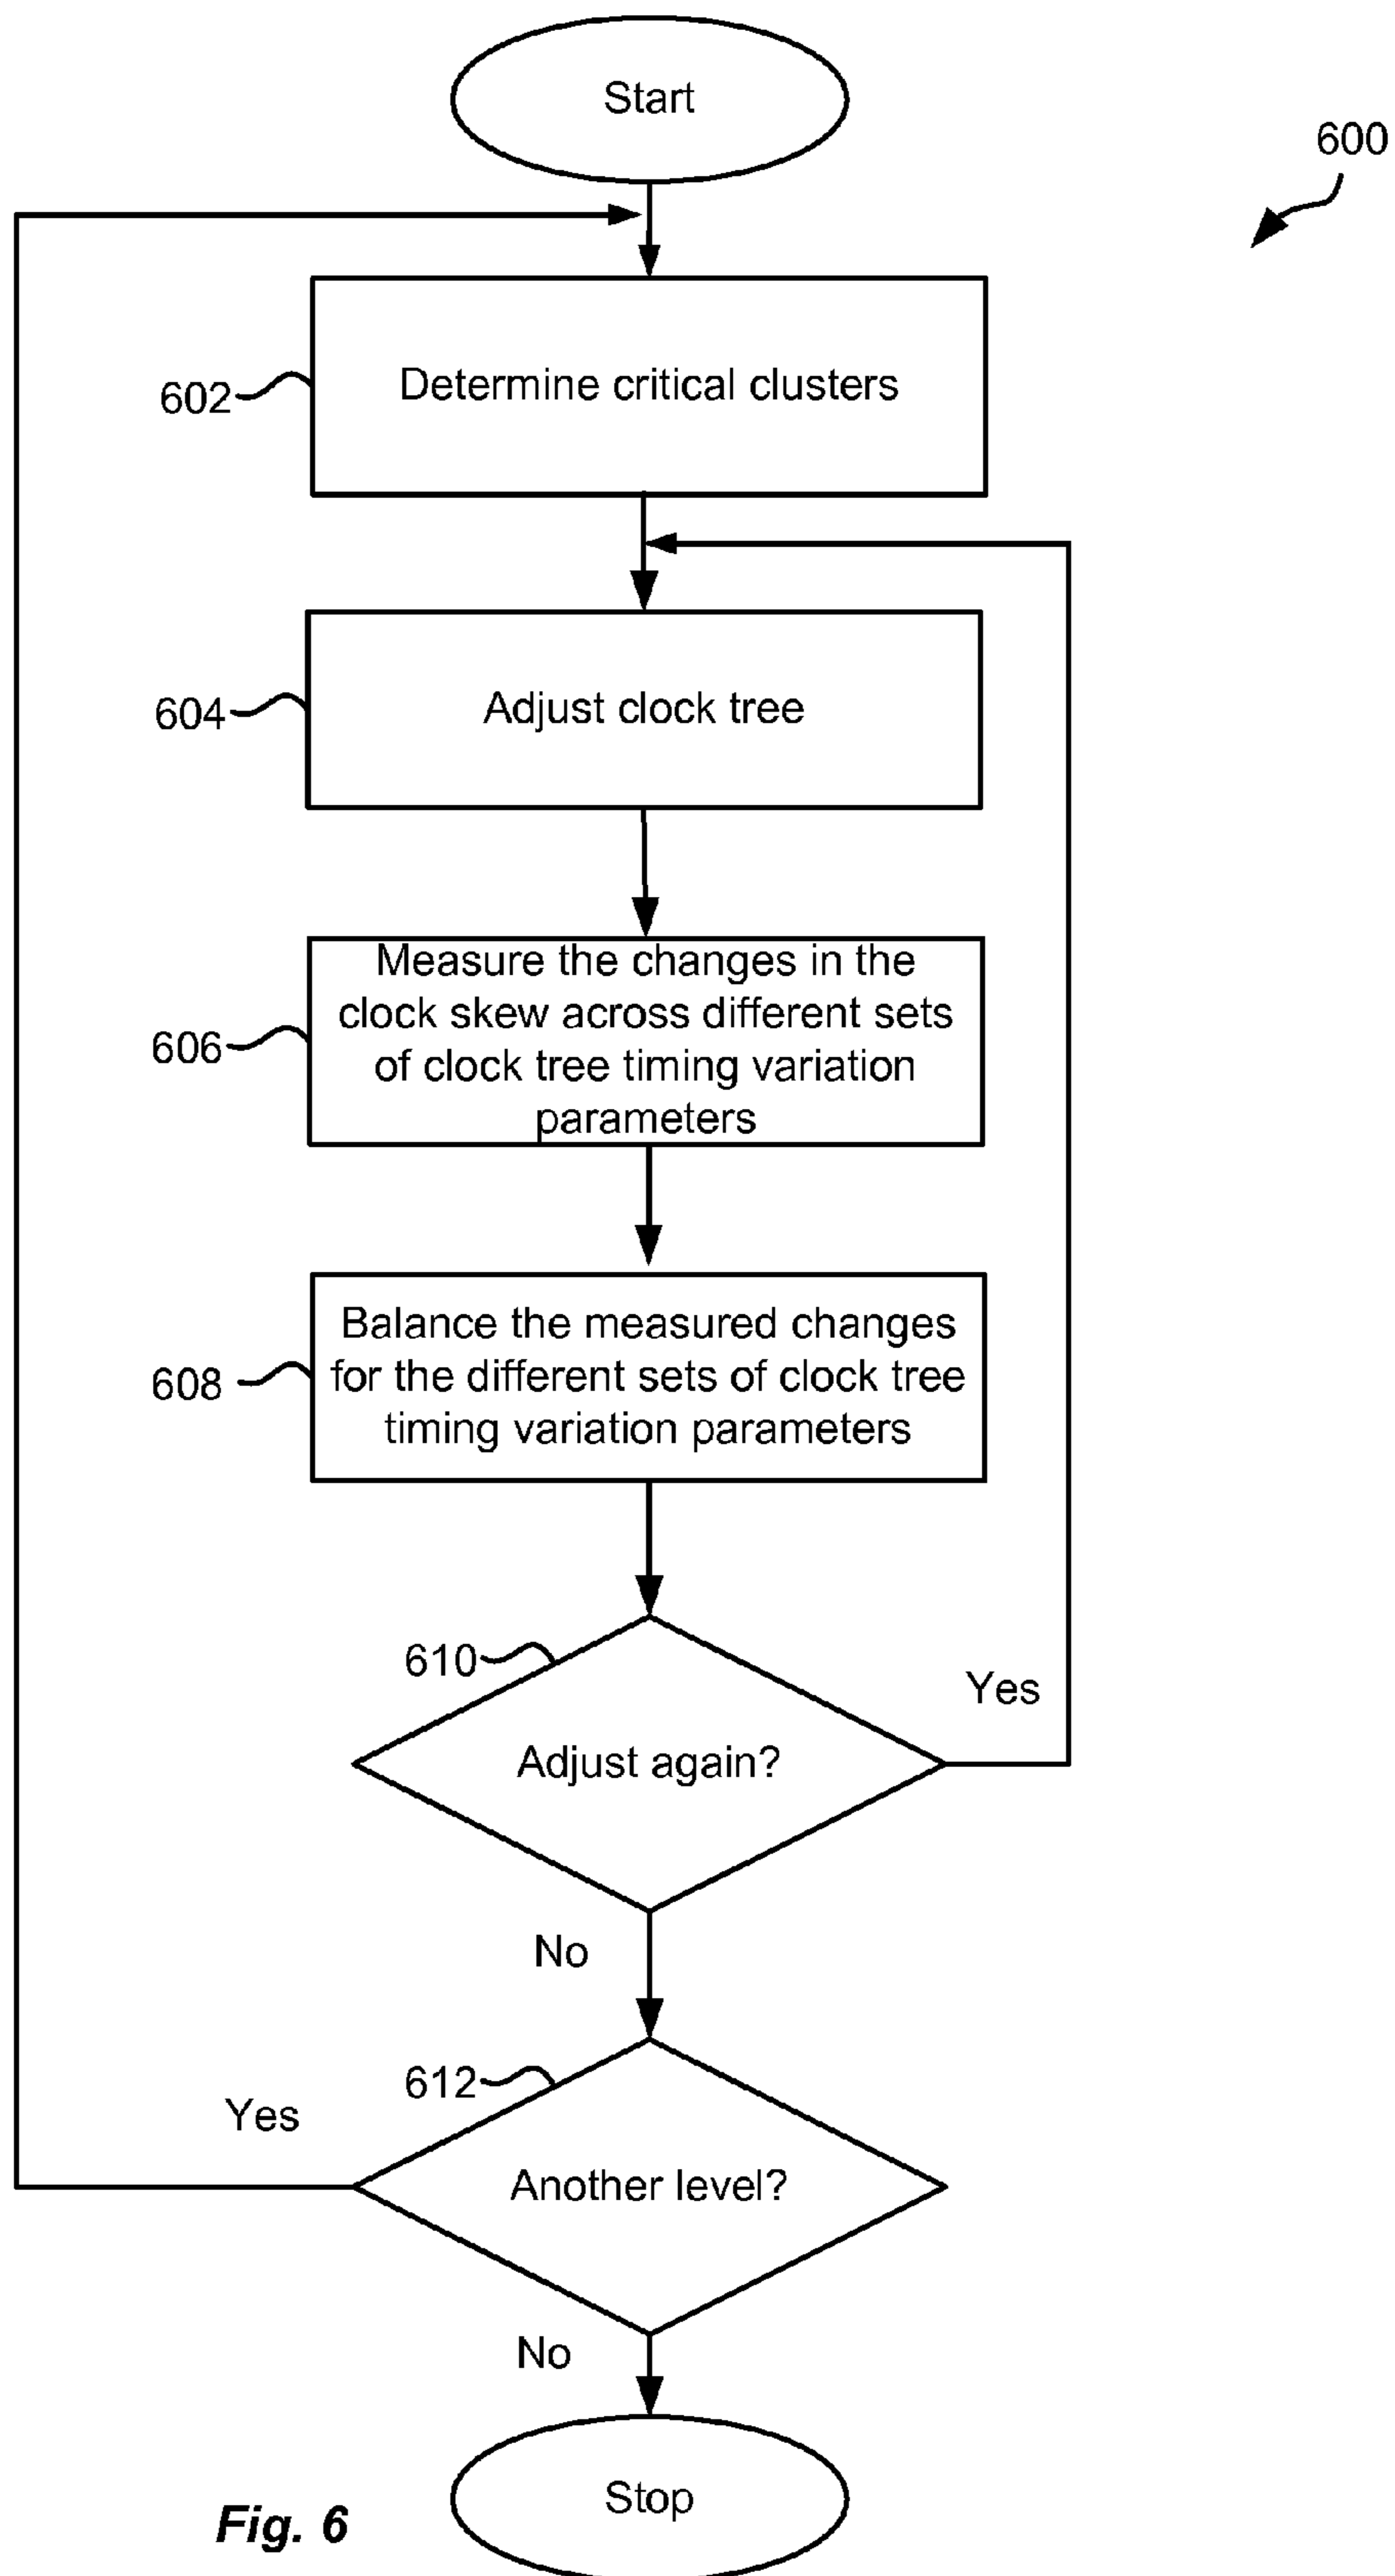 Start
600
Determine critical clusters
602
Adjust clock tree
604
Measure the changes in the
clock skew across different sets
of clock tree timing variation
parameters
606
Balance the measured changes
for the different sets of clock tree
timing variation parameters
608
610
Yes
Adjust again?
No
612
Yes
Another level?
No
Stop
Fig. 6